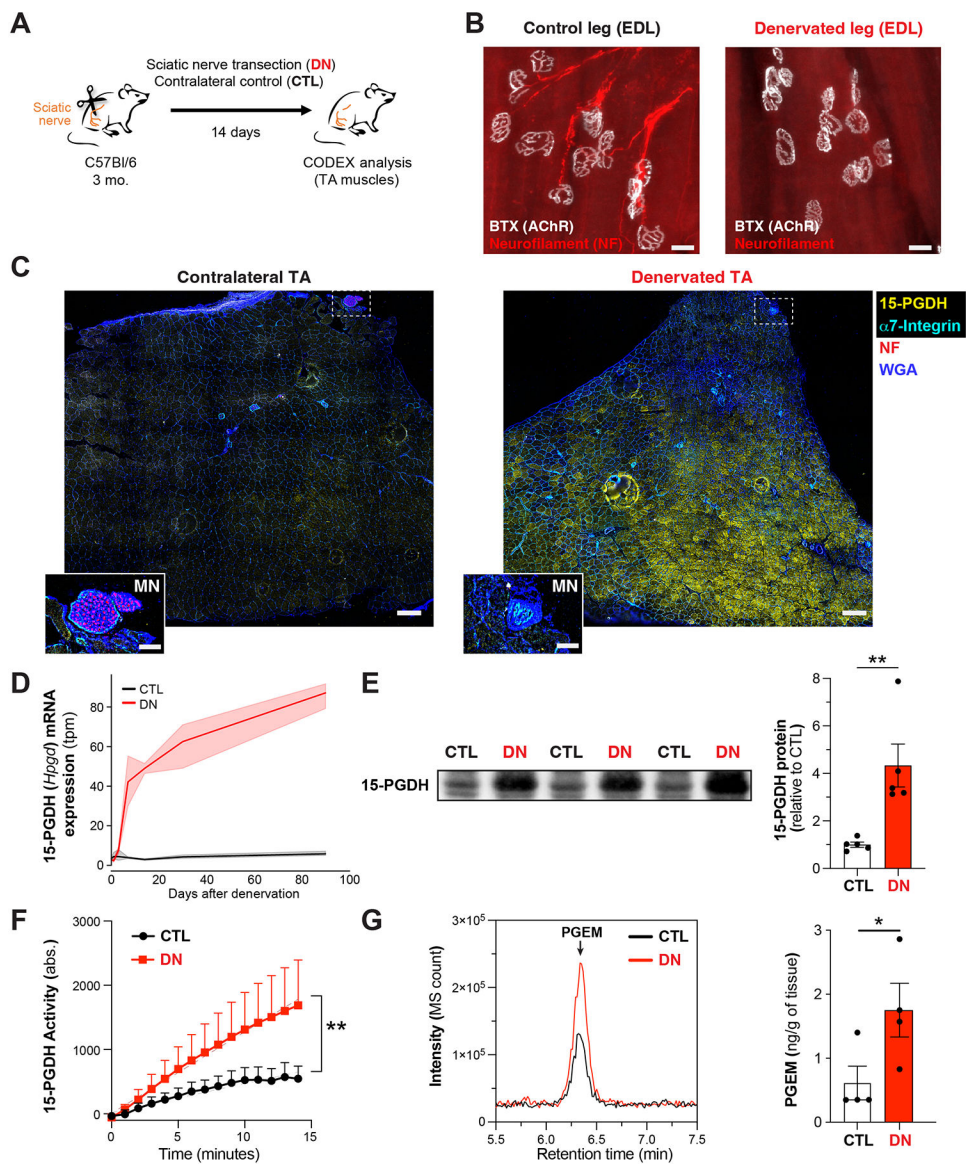 A
Sciatic nerve transection (DN)
Contralateral control (CTL)
Sciatic
nerve
14 days
C57Bl/6
3 mo.
CODEX analysis
(TA muscles)
B
Control leg (EDL)
Denervated leg (EDL)
BTX (AChR)
Neurofilament (NF)
BTX (AChR)
Neurofilament
C
Contralateral TA
Denervated TA
15-PGDH
α7-Integrin
NF
WGA
MN
MN
D
15-PGDH (Hpgd) mRNA
expression (tpm)
CTL
DN
80
60
40
20
0
0
20
40
60
80
100
Days after denervation
E
CTL
DN
CTL
DN
CTL
DN
15-PGDH
15-PGDH protein
(relative to CTL)
**
8
6
4
2
0
CTL
DN
F
15-PGDH Activity (abs.)
3000
2000
1000
0
CTL
DN
**
0
5
10
15
Time (minutes)
G
Intensity (MS count)
3×10⁵
2×10⁵
1×10⁵
0
PGEM
CTL
DN
5.5
6.0
6.5
7.0
7.5
Retention time (min)
PGEM (ng/g of tissue)
*
3
2
1
0
CTL
DN